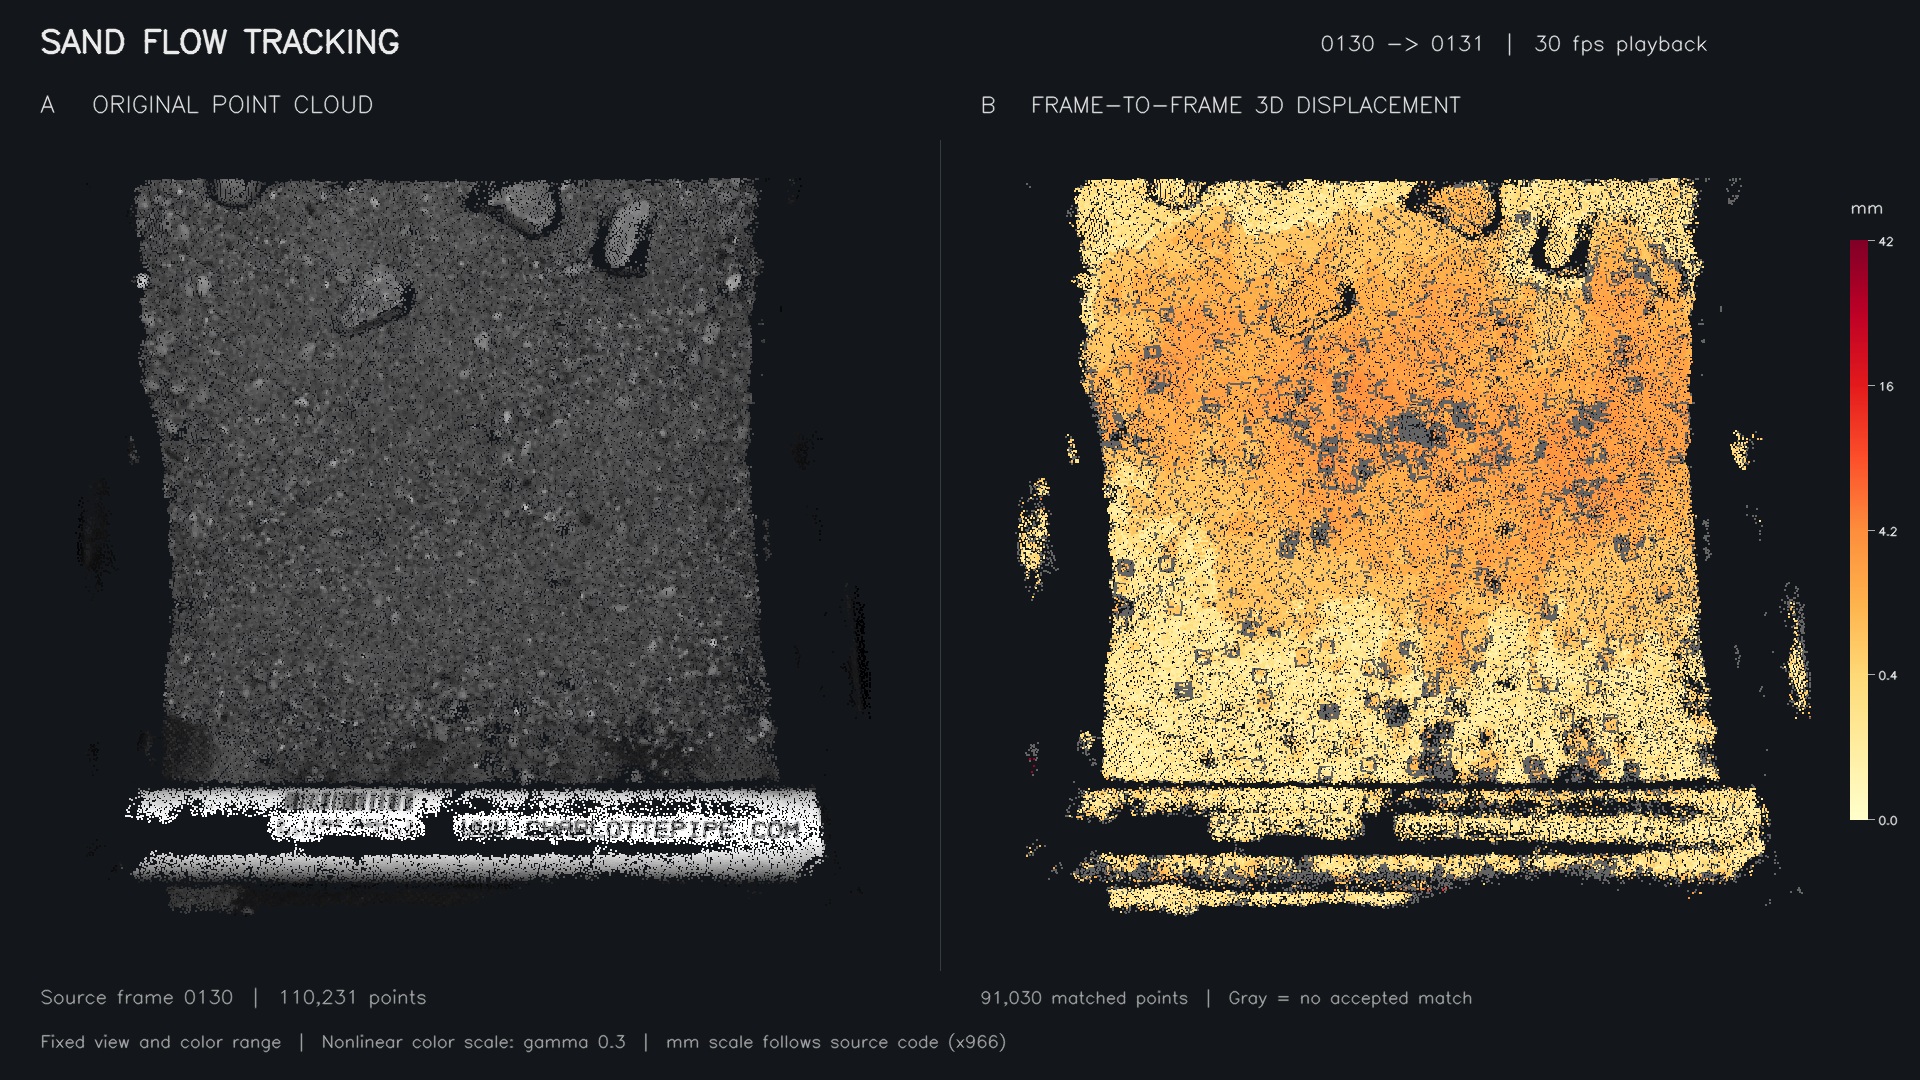 SAND FLOW TRACKING
0130 -> 0131 | 30 fps playback
A ORIGINAL POINT CLOUD
B FRAME-TO-FRAME 3D DISPLACEMENT
mm
42
16
4.2
0.4
0.0
Source frame 0130 | 110,231 points
91,030 matched points | Gray = no accepted match
Fixed view and color range | Nonlinear color scale: gamma 0.3 | mm scale follows source code (x966)